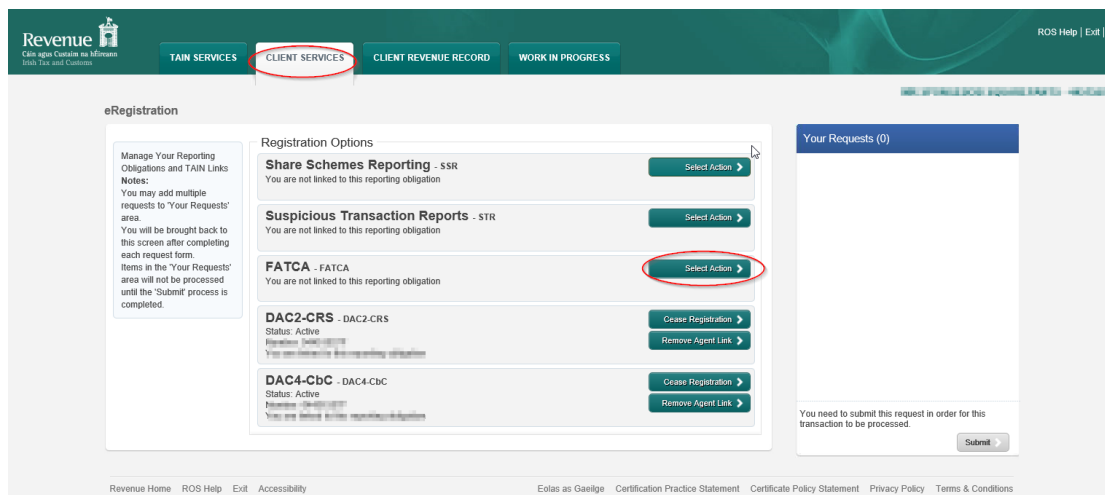 Revenue
Cáin agus Custaim na hÉireann
Irish Tax and Customs
TAIN SERVICES
CLIENT SERVICES
CLIENT REVENUE RECORD
WORK IN PROGRESS
ROS Help | Exit |
eRegistration
Manage Your Reporting
Obligations and TAIN Links
Notes:
You may add multiple
requests to 'Your Requests'
area.
You will be brought back to
this screen after completing
each request form.
Items in the 'Your Requests'
area will not be processed
until the 'Submit' process is
completed.
Registration Options
Share Schemes Reporting - SSR
You are not linked to this reporting obligation
Select Action
Suspicious Transaction Reports - STR
You are not linked to this reporting obligation
Select Action
FATCA - FATCA
You are not linked to this reporting obligation
Select Action
DAC2-CRS - DAC2-CRS
Status: Active
Cease Registration
Remove Agent Link
DAC4-CbC - DAC4-CbC
Status: Active
Cease Registration
Remove Agent Link
Your Requests (0)
You need to submit this request in order for this
transaction to be processed.
Submit
Revenue Home ROS Help Exit Accessibility
Eolas as Gaeilge Certification Practice Statement Certificate Policy Statement Privacy Policy Terms & Conditions